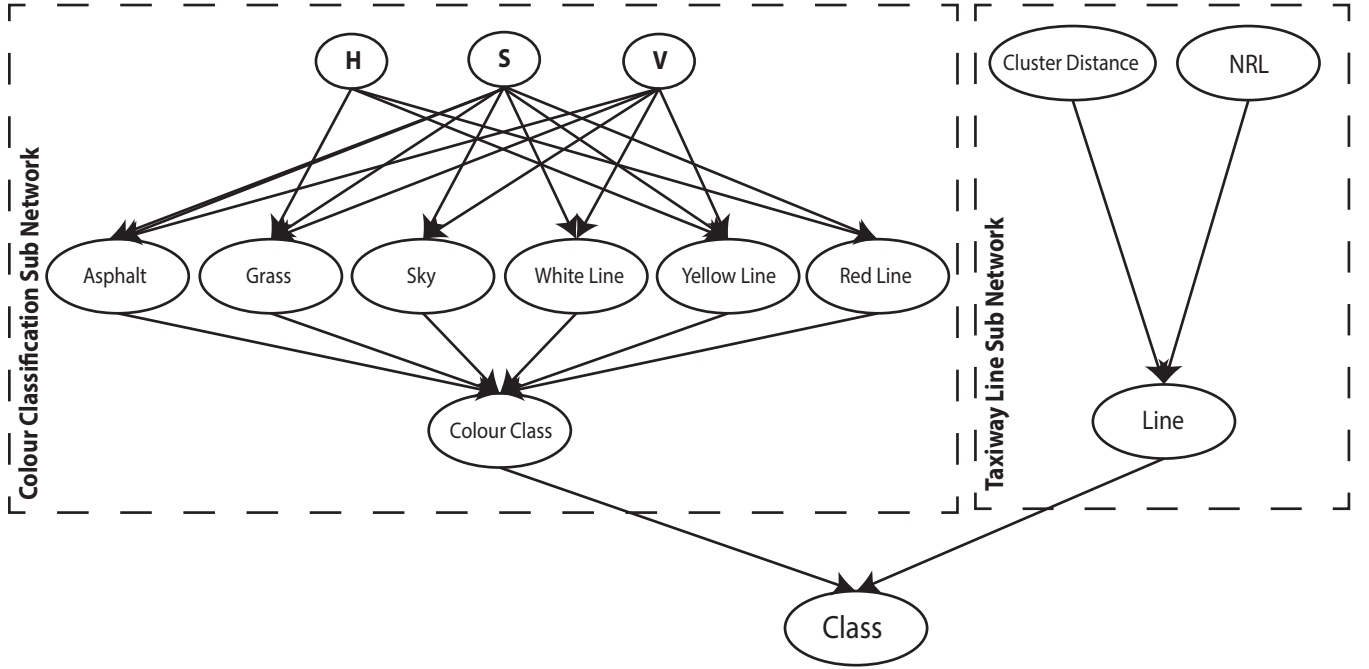 Colour Classification Sub Network
H
S
V
Asphalt
Grass
Sky
White Line
Yellow Line
Red Line
Colour Class
Taxiway Line Sub Network
Cluster Distance
NRL
Line
Class